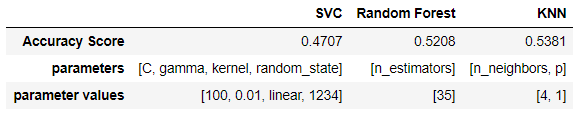 SVC Random Forest KNN
Accuracy Score 0.4707 0.5208 0.5381
parameters [C, gamma, kernel, random_state] [n_estimators] [n_neighbors, p]
parameter values [100, 0.01, linear, 1234] [35] [4, 1]